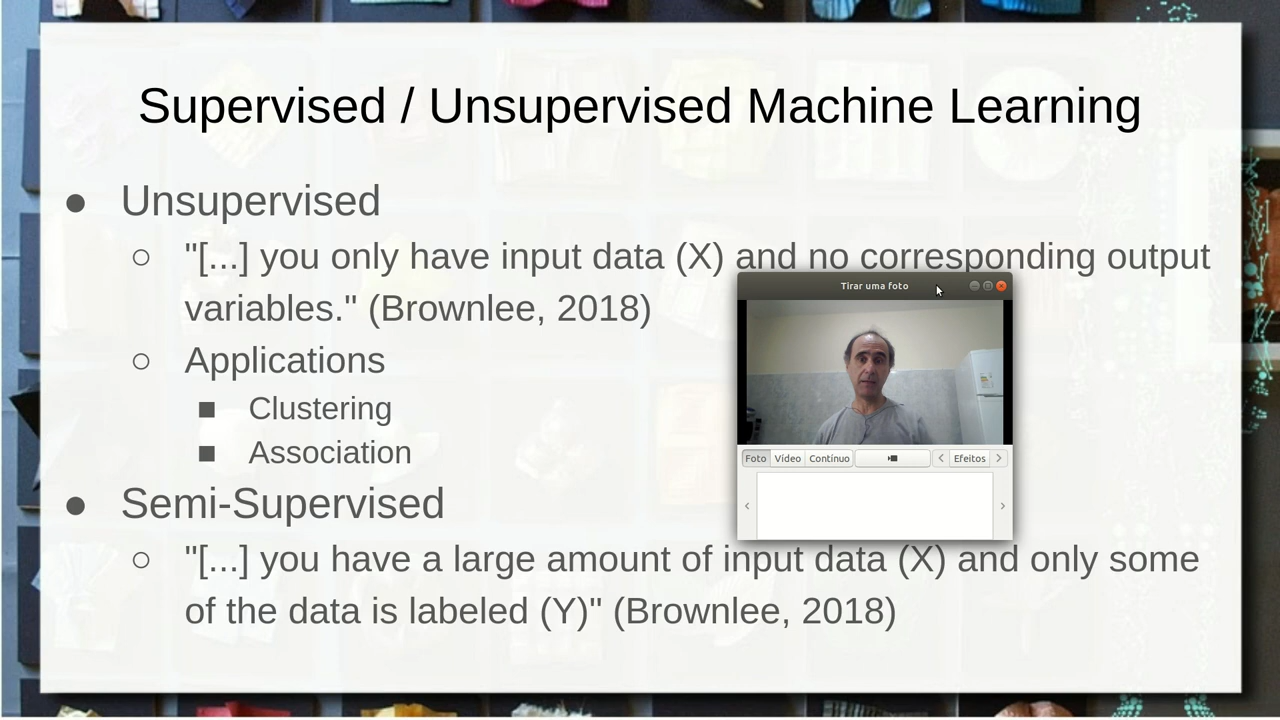 Supervised / Unsupervised Machine Learning
● Unsupervised
○ "[...] you only have input data (X) and no corresponding output
variables." (Brownlee, 2018)
○ Applications
■ Clustering
■ Association
● Semi-Supervised
○ "[...] you have a large amount of input data (X) and only some
of the data is labeled (Y)" (Brownlee, 2018)
Tirar uma foto
Foto Vídeo Contínuo Efeitos